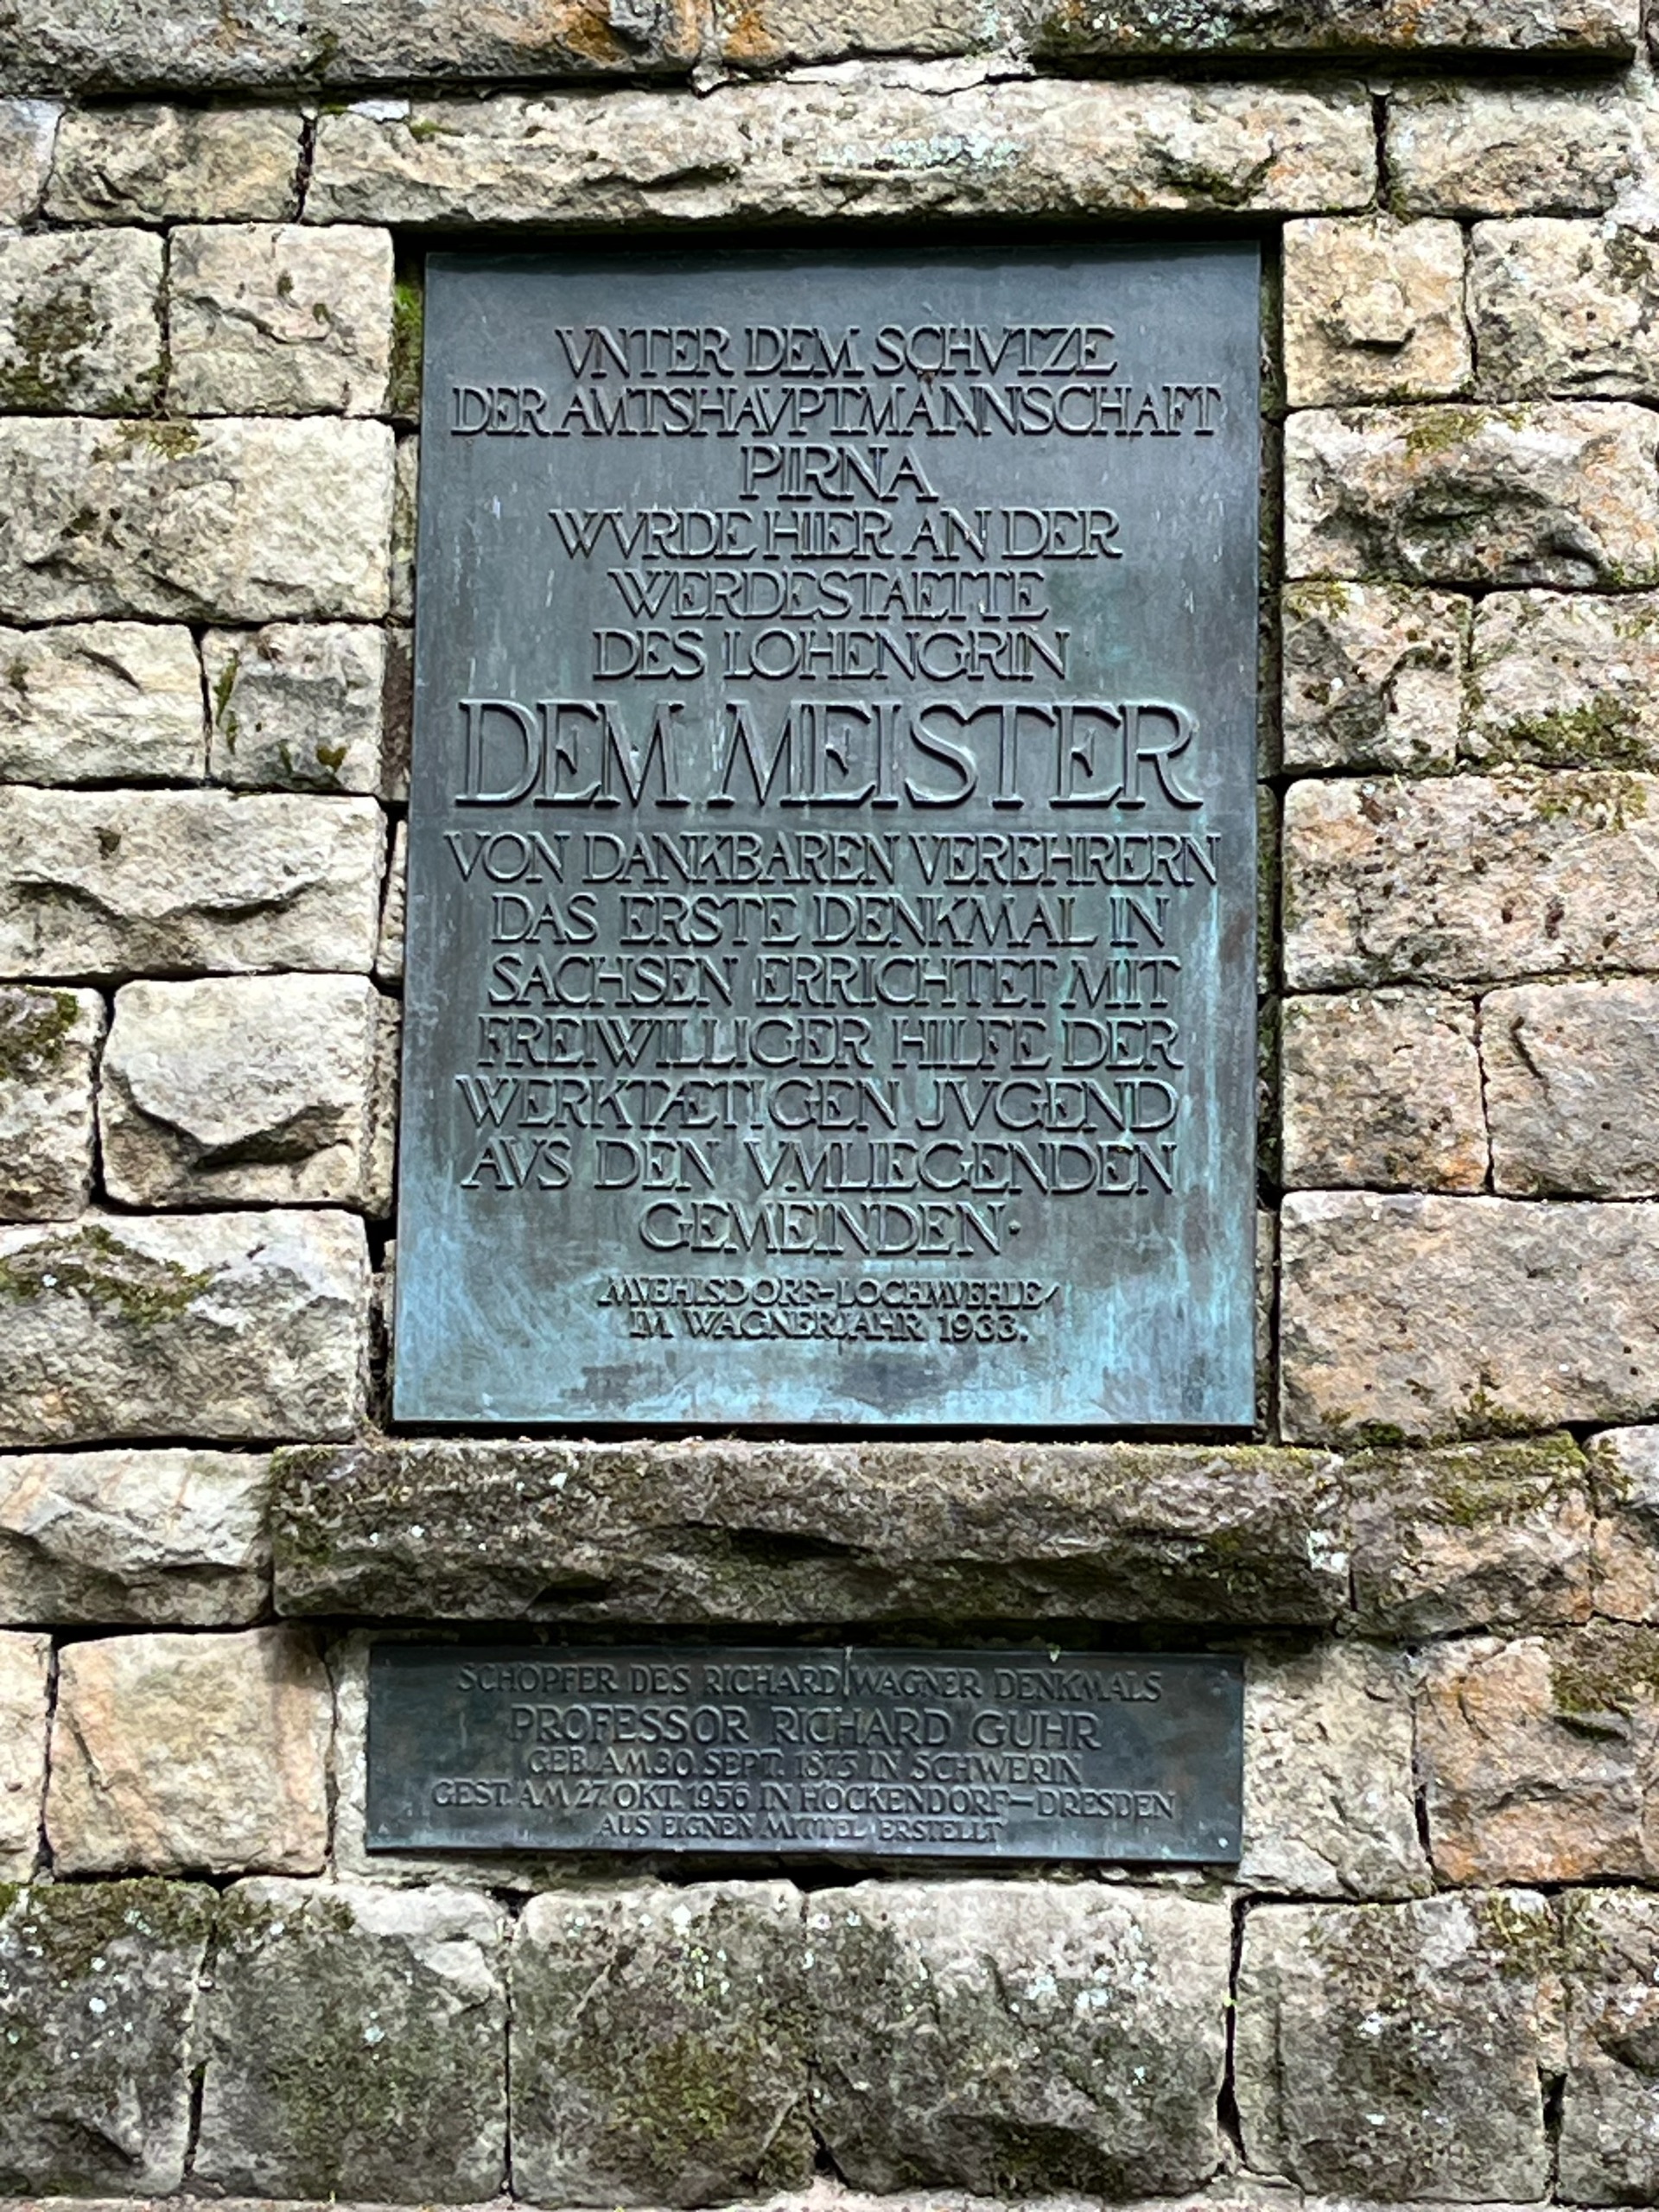 VNTER DEM SCHVTZE
DER AMTSHAVPTMANNSCHAFT
PIRNA
WVRDE HIER AN DER
WERDESTAETTE
DES LOHENGRIN
DEM MEISTER
VON DANKBAREN VEREHRERN
DAS ERSTE DENKMAL IN
SACHSEN ERRICHTET MIT
FREIWILLIGER HILFE DER
WERKTÆTIGEN JVGEND
AVS DEN VMLIEGENDEN
GEMEINDEN·
MVEHLSDORF-LOCHMVEHLE/
IM WAGNERJAHR 1933.
SCHÖPFER DES RICHARD WAGNER DENKMALS
PROFESSOR RICHARD GUHR
GEB. AM 30. SEPT. 1873 IN SCHWERIN
GEST. AM 27. OKT. 1956 IN HÖCKENDORF-DRESDEN
AUS EIGNEN MITTEL ERSTELLT